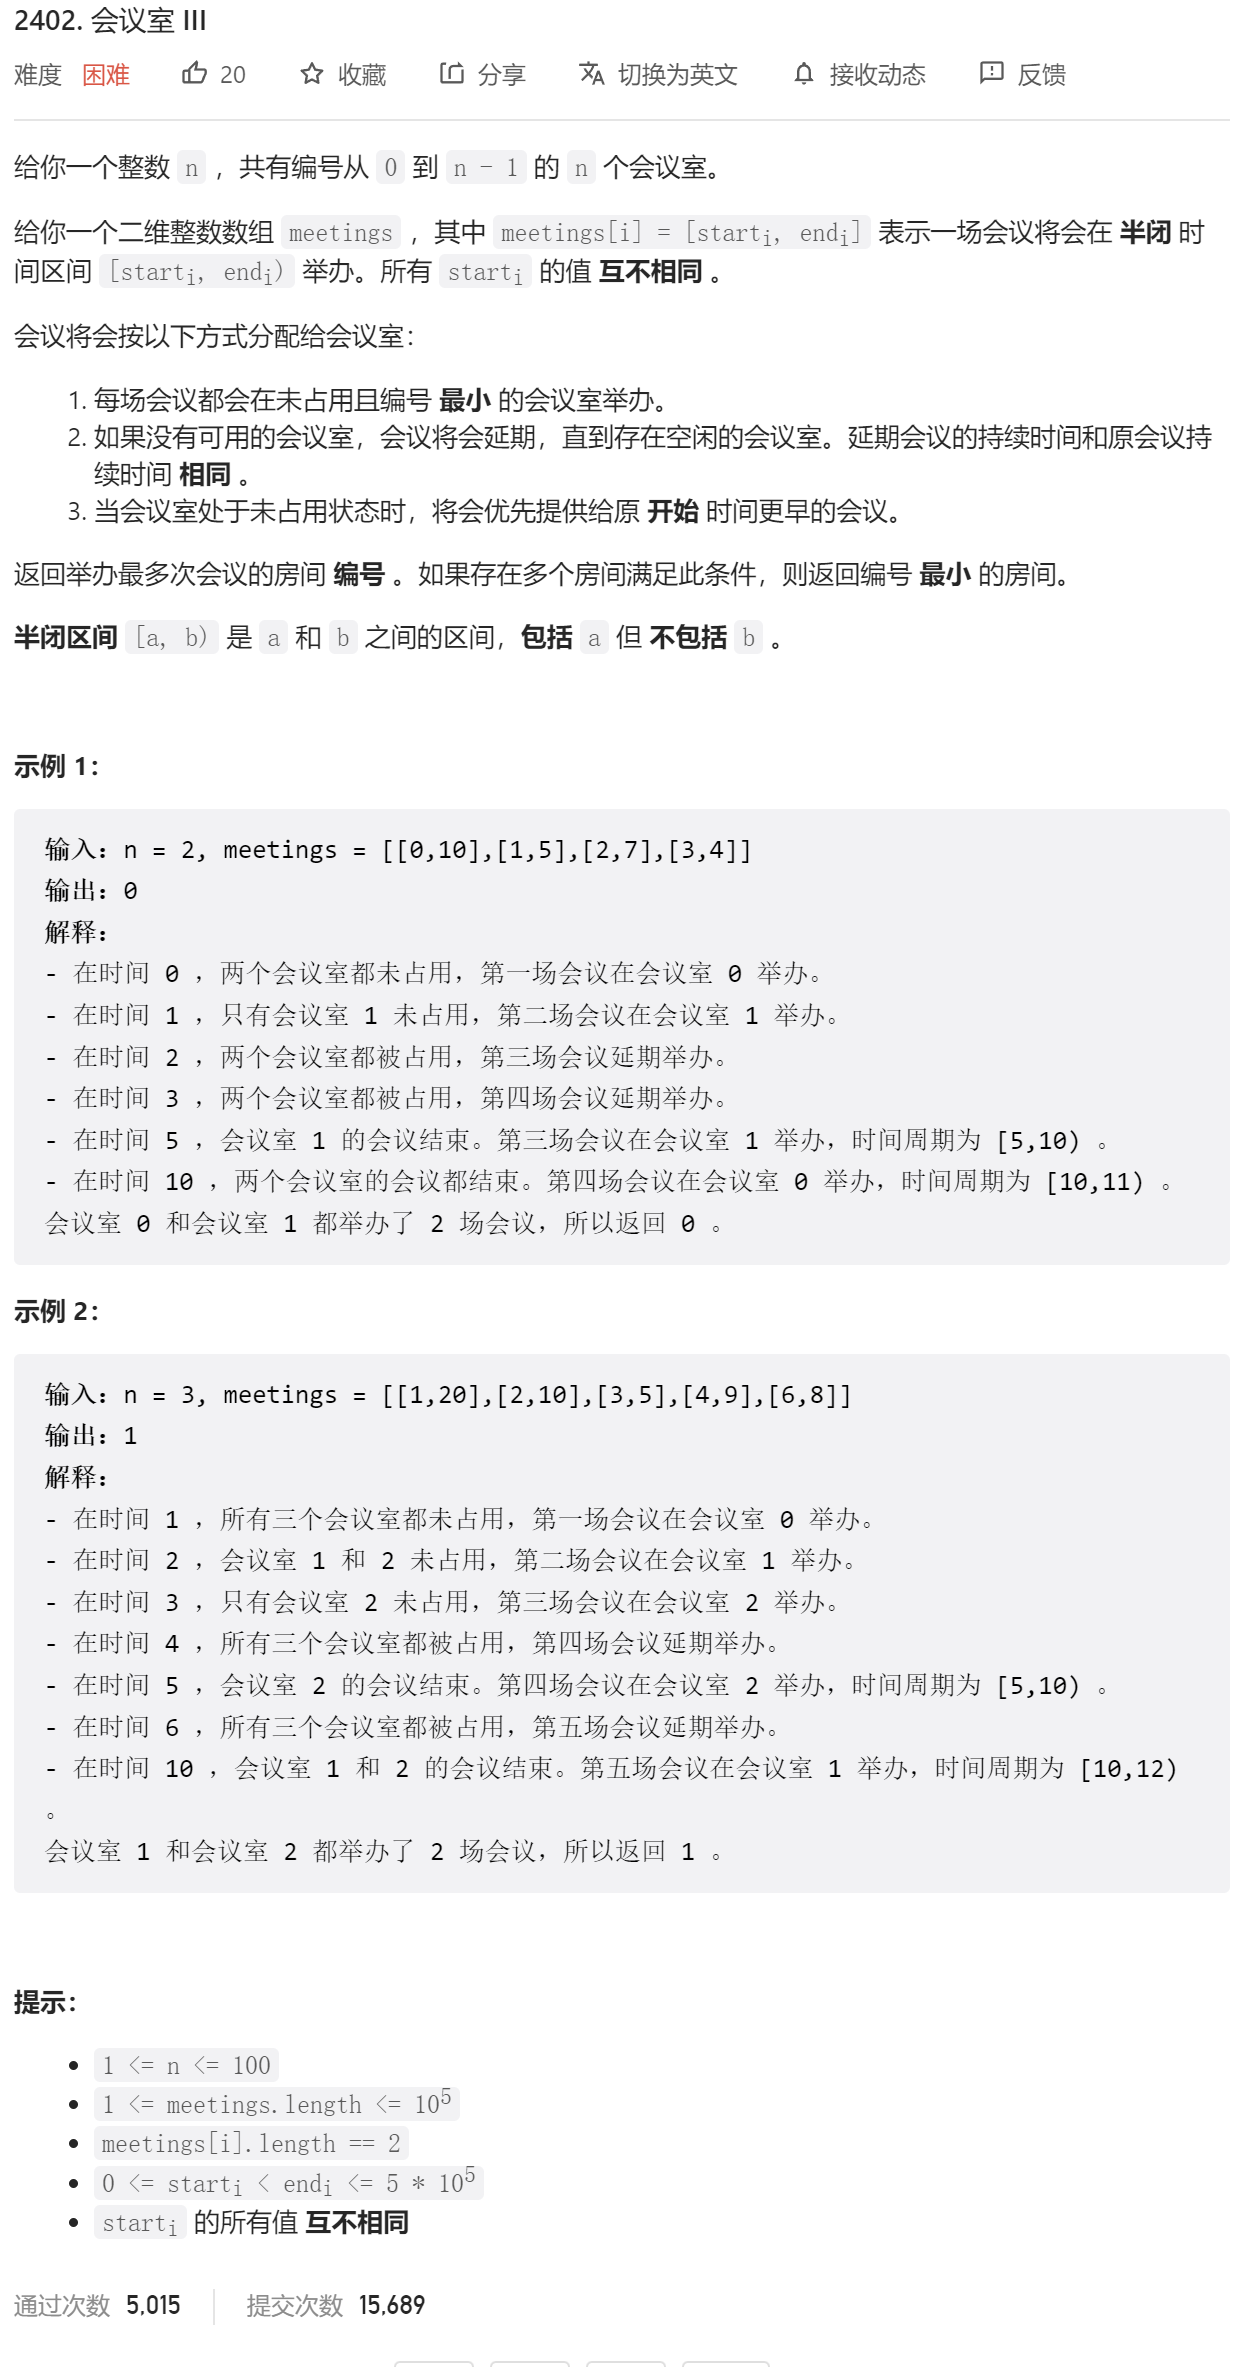 2402. 会议室 III
难度 困难 20 收藏 分享 切换为英文 接收动态 反馈
给你一个整数 n ，共有编号从 0 到 n - 1 的 n 个会议室。
给你一个二维整数数组 meetings ，其中 meetings[i] = [starti, endi] 表示一场会议将会在 半闭 时
间区间 [starti, endi) 举办。所有 starti 的值 互不相同 。
会议将会按以下方式分配给会议室：
1. 每场会议都会在未占用且编号 最小 的会议室举办。
2. 如果没有可用的会议室，会议将会延期，直到存在空闲的会议室。延期会议的持续时间和原会议持
续时间 相同 。
3. 当会议室处于未占用状态时，将会优先提供给原 开始 时间更早的会议。
返回举办最多次会议的房间 编号 。如果存在多个房间满足此条件，则返回编号 最小 的房间。
半闭区间 [a, b) 是 a 和 b 之间的区间，包括 a 但 不包括 b 。
示例 1：
输入：n = 2, meetings = [[0,10],[1,5],[2,7],[3,4]]
输出：0
解释：
- 在时间 0 ，两个会议室都未占用，第一场会议在会议室 0 举办。
- 在时间 1 ，只有会议室 1 未占用，第二场会议在会议室 1 举办。
- 在时间 2 ，两个会议室都被占用，第三场会议延期举办。
- 在时间 3 ，两个会议室都被占用，第四场会议延期举办。
- 在时间 5 ，会议室 1 的会议结束。第三场会议在会议室 1 举办，时间周期为 [5,10) 。
- 在时间 10 ，两个会议室的会议都结束。第四场会议在会议室 0 举办，时间周期为 [10,11) 。
会议室 0 和会议室 1 都举办了 2 场会议，所以返回 0 。
示例 2：
输入：n = 3, meetings = [[1,20],[2,10],[3,5],[4,9],[6,8]]
输出：1
解释：
- 在时间 1 ，所有三个会议室都未占用，第一场会议在会议室 0 举办。
- 在时间 2 ，会议室 1 和 2 未占用，第二场会议在会议室 1 举办。
- 在时间 3 ，只有会议室 2 未占用，第三场会议在会议室 2 举办。
- 在时间 4 ，所有三个会议室都被占用，第四场会议延期举办。
- 在时间 5 ，会议室 2 的会议结束。第四场会议在会议室 2 举办，时间周期为 [5,10) 。
- 在时间 6 ，所有三个会议室都被占用，第五场会议延期举办。
- 在时间 10 ，会议室 1 和 2 的会议结束。第五场会议在会议室 1 举办，时间周期为 [10,12)
。
会议室 1 和会议室 2 都举办了 2 场会议，所以返回 1 。
提示：
1 <= n <= 100
1 <= meetings.length <= 10^5
meetings[i].length == 2
0 <= starti < endi <= 5 * 10^5
starti 的所有值 互不相同
通过次数 5,015 提交次数 15,689